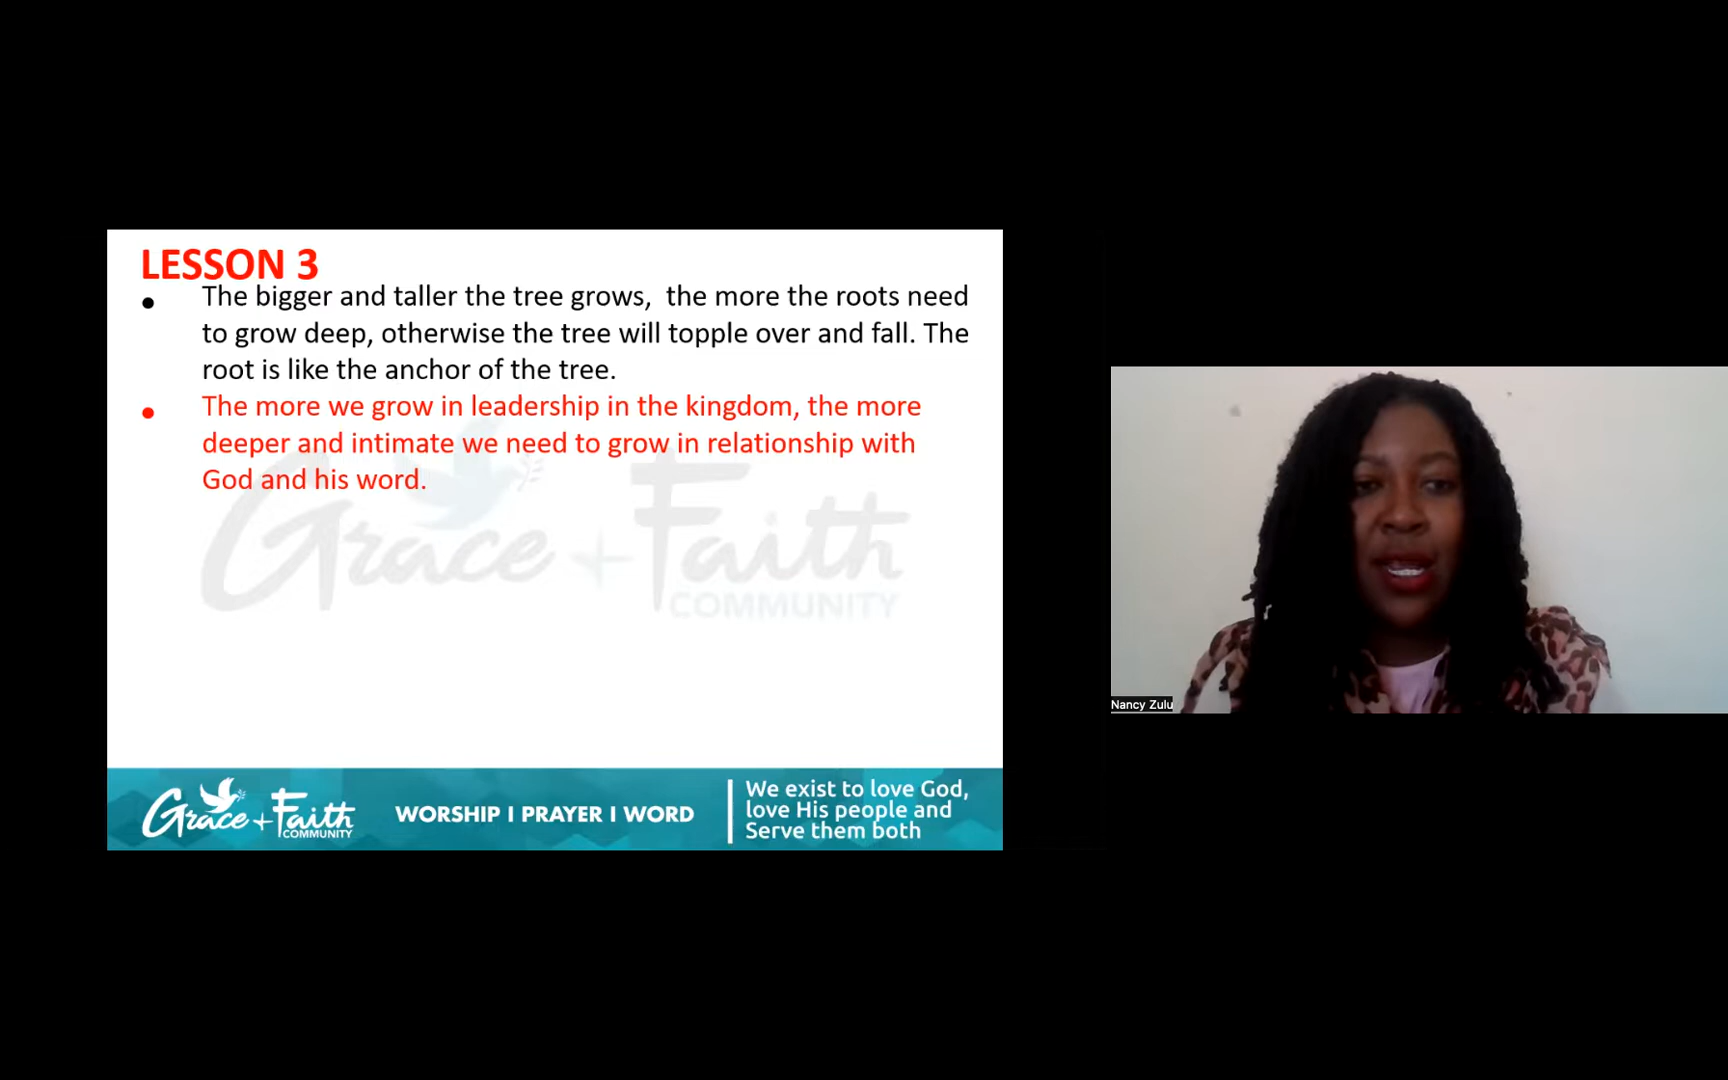 LESSON 3
• The bigger and taller the tree grows,  the more the roots need
to grow deep, otherwise the tree will topple over and fall. The
root is like the anchor of the tree.
• The more we grow in leadership in the kingdom, the more
deeper and intimate we need to grow in relationship with
God and his word.
Grace + Faith
COMMUNITY
Grace + Faith
COMMUNITY
WORSHIP I PRAYER I WORD
We exist to love God,
love His people and
Serve them both
Nancy Zulu